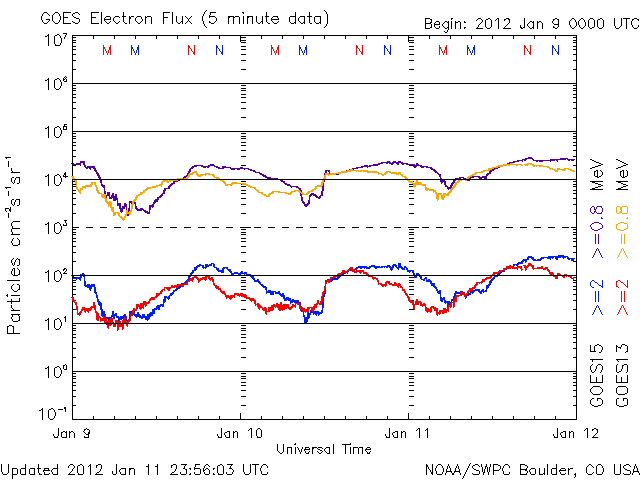 GOES Electron Flux (5 minute data)
Begin: 2012 Jan 9 0000 UTC
M M N N M M N N M M N N
10⁷
10⁶
10⁵
10⁴
10³
10²
10¹
10⁰
10⁻¹
Particles cm⁻²s⁻¹sr⁻¹
Jan 9 Jan 10 Jan 11 Jan 12
Universal Time
GOES15 >=2 >=0.8 MeV
GOES13 >=2 >=0.8 MeV
Updated 2012 Jan 11 23:56:03 UTC
NOAA/SWPC Boulder, CO USA